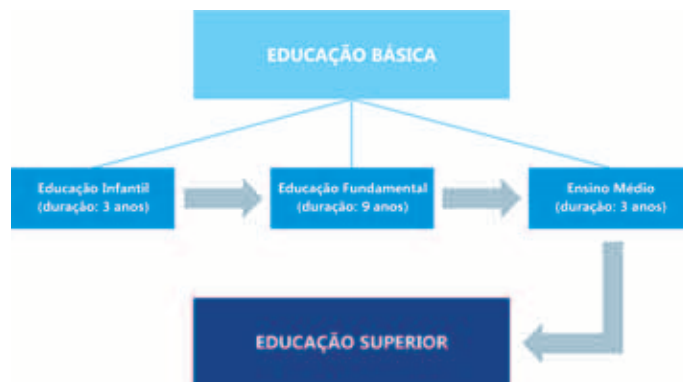 EDUCAÇÃO BÁSICA
Educação Infantil
(duração: 3 anos)
Educação Fundamental
(duração: 9 anos)
Ensino Médio
(duração: 3 anos)
EDUCAÇÃO SUPERIOR